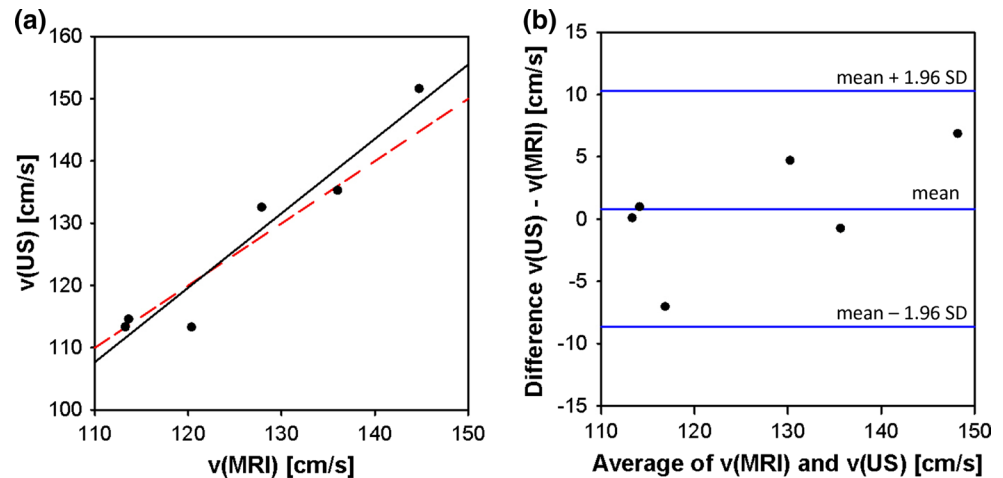 (a)
160
150
140
130
120
110
100
v(US) [cm/s]
110 120 130 140 150
v(MRI) [cm/s]
(b)
15
10
5
0
-5
-10
-15
Difference v(US) - v(MRI) [cm/s]
mean + 1.96 SD
mean
mean – 1.96 SD
110 120 130 140 150
Average of v(MRI) and v(US) [cm/s]